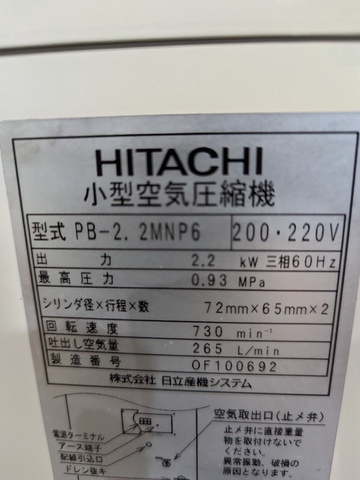 HITACHI
小型空気圧縮機
型式 PB-2.2MNP6 200・220V
出力 2.2 kW 三相60Hz
最高圧力 0.93 MPa
シリンダ径×行程×数 72mm×65mm×2
回転速度 730 min⁻¹
吐出し空気量 265 L/min
製造番号 OF100692
株式会社 日立産機システム
空気取出口(止メ弁)
止メ弁に直接重量
物を取付けないで
ください。
異常振動、破損の
原因となります。
電源ターミナル
アース端子
配線引込口
ドレン抜キ